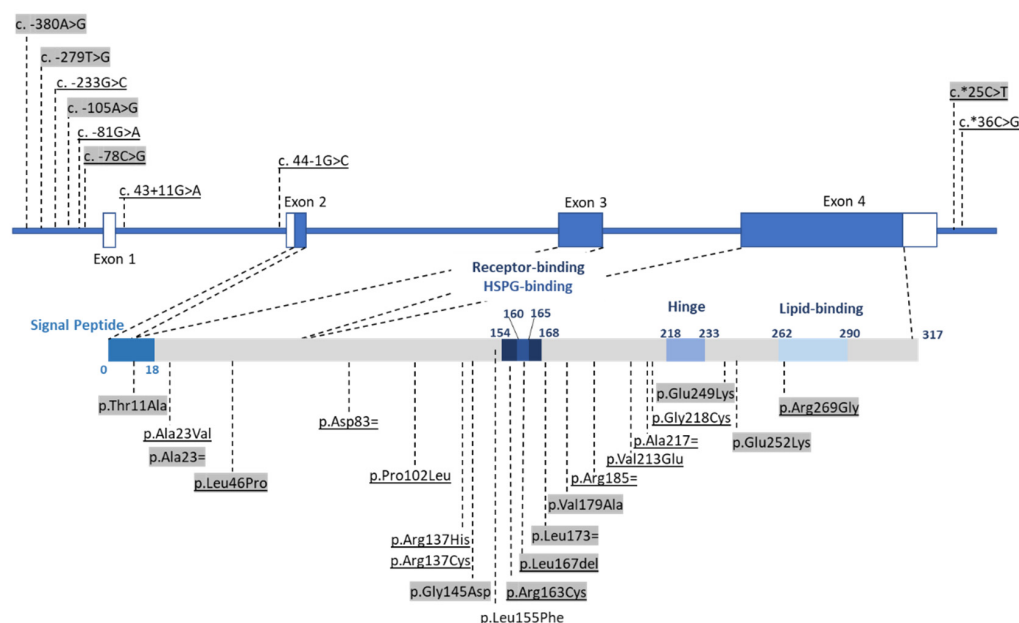 c. -380A>G
c. -279T>G
c. -233G>C
c. -105A>G
c. -81G>A
c. -78C>G
c. 43+11G>A
c. 44-1G>C
c.*25C>T
c.*36C>G
Exon 1
Exon 2
Exon 3
Exon 4
Receptor-binding
HSPG-binding
Signal Peptide
Hinge
Lipid-binding
160 165
154 168
218 233
262 290
317
0 18
p.Thr11Ala
p.Ala23Val
p.Ala23=
p.Leu46Pro
p.Asp83=
p.Pro102Leu
p.Arg137His
p.Arg137Cys
p.Gly145Asp
p.Leu155Phe
p.Arg163Cys
p.Leu167del
p.Leu173=
p.Val179Ala
p.Arg185=
p.Val213Glu
p.Ala217=
p.Gly218Cys
p.Glu249Lys
p.Glu252Lys
p.Arg269Gly